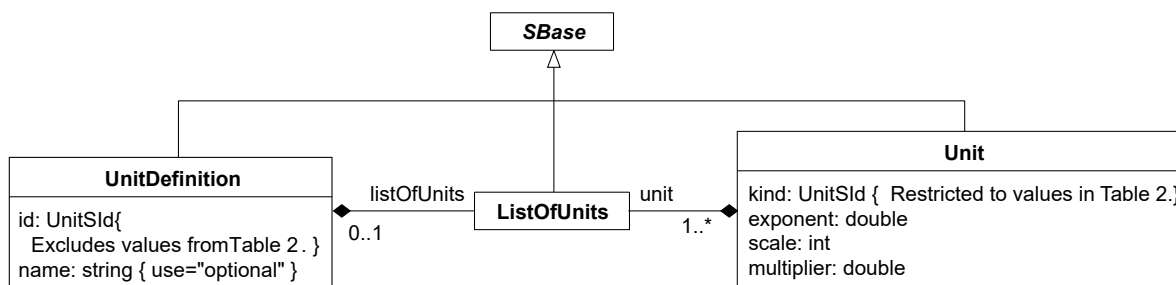 SBase
UnitDefinition
id: UnitSId{
Excludes values fromTable 2. }
name: string { use="optional" }
listOfUnits
0..1
ListOfUnits
unit
1..*
Unit
kind: UnitSId { Restricted to values in Table 2.}
exponent: double
scale: int
multiplier: double